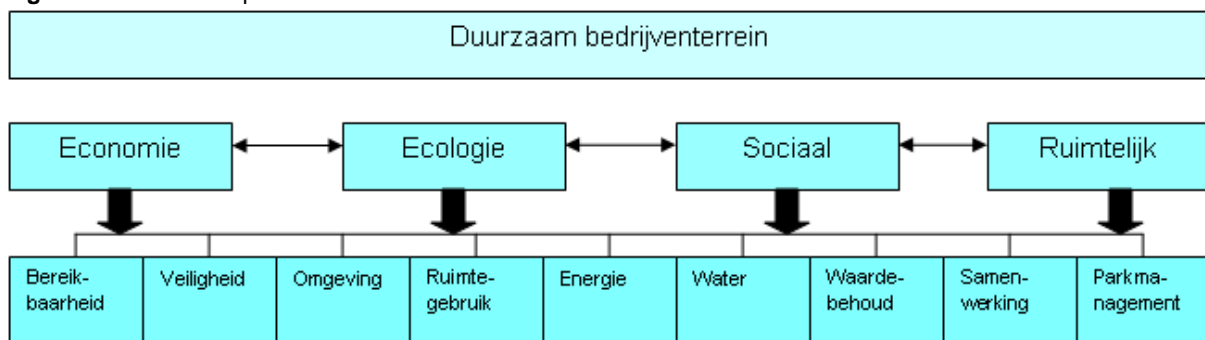 Duurzaam bedrijventerrein
Economie
Ecologie
Sociaal
Ruimtelijk
Bereik-
baarheid
Veiligheid
Omgeving
Ruimte-
gebruik
Energie
Water
Waarde-
behoud
Samen-
werking
Parkma-
nagement